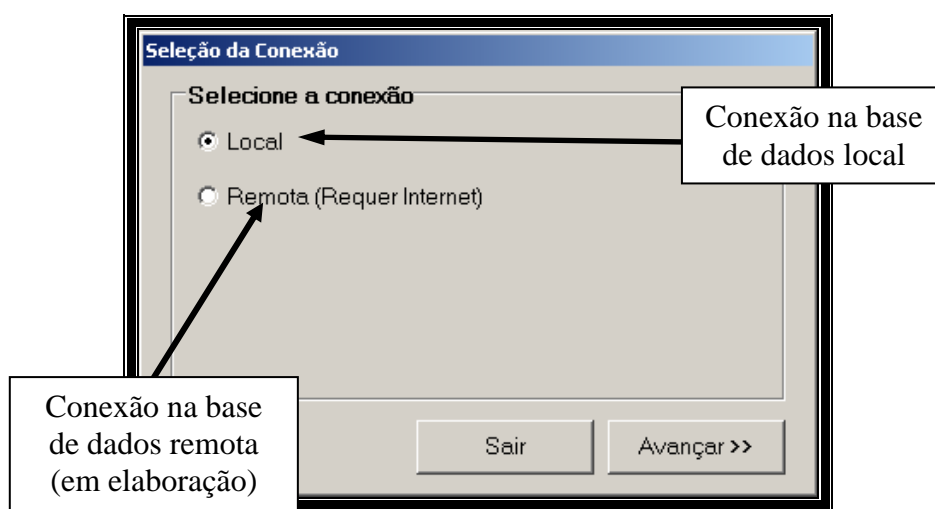 Seleção da Conexão
Selecione a conexão
Local
Conexão na base
de dados local
Remota (Requer Internet)
Conexão na base
de dados remota
(em elaboração)
Sair
Avançar >>